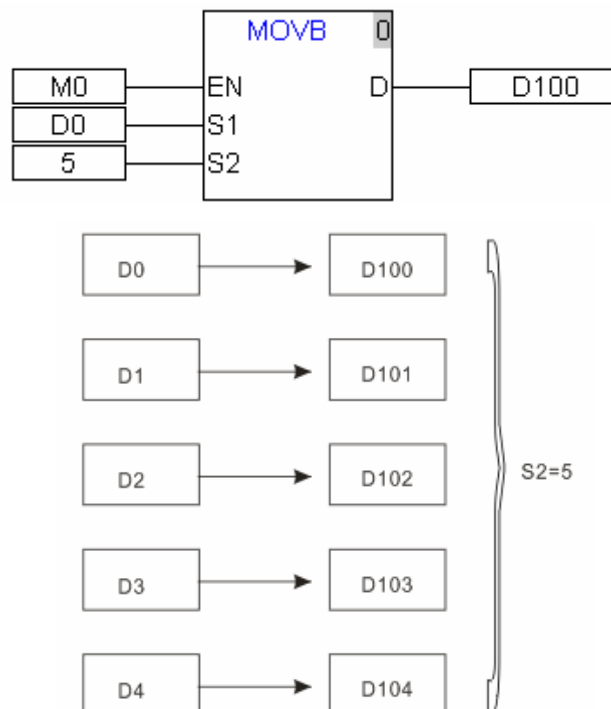 MOVB 0
M0 EN D D100
D0 S1
5 S2
D0 D100
D1 D101
D2 D102
S2=5
D3 D103
D4 D104